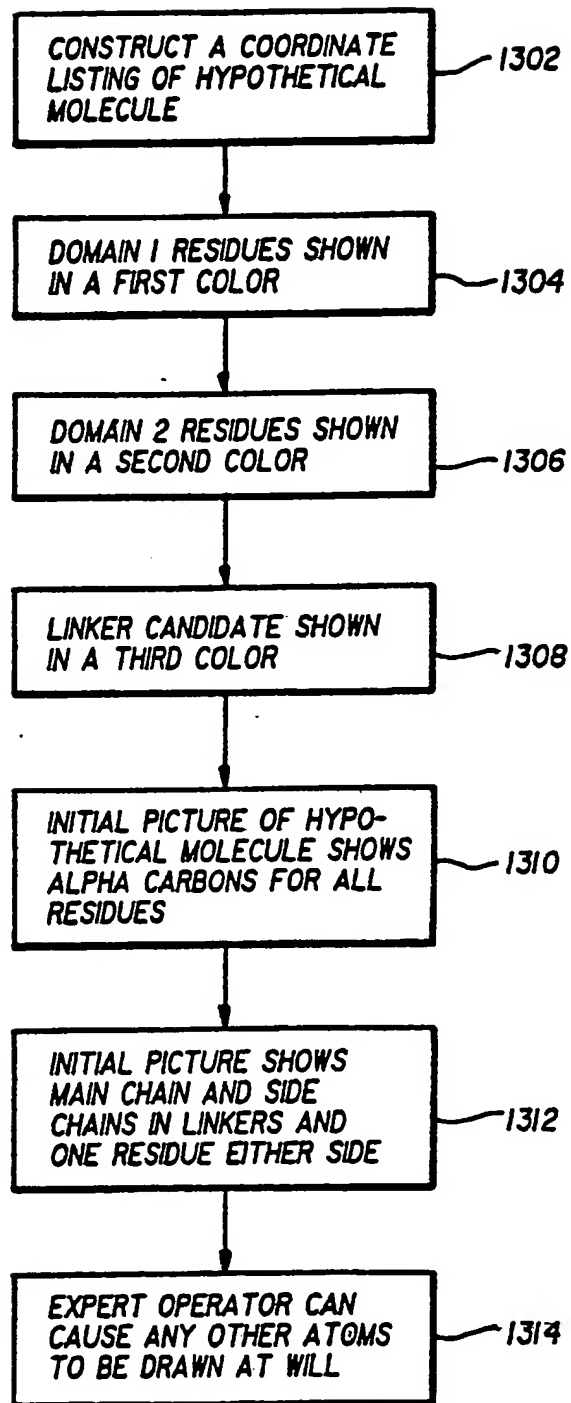 CONSTRUCT A COORDINATE
LISTING OF HYPOTHETICAL
MOLECULE
1302
DOMAIN 1 RESIDUES SHOWN
IN A FIRST COLOR
1304
DOMAIN 2 RESIDUES SHOWN
IN A SECOND COLOR
1306
LINKER CANDIDATE SHOWN
IN A THIRD COLOR
1308
INITIAL PICTURE OF HYPO-
THETICAL MOLECULE SHOWS
ALPHA CARBONS FOR ALL
RESIDUES
1310
INITIAL PICTURE SHOWS
MAIN CHAIN AND SIDE
CHAINS IN LINKERS AND
ONE RESIDUE EITHER SIDE
1312
EXPERT OPERATOR CAN
CAUSE ANY OTHER ATOMS
TO BE DRAWN AT WILL
1314